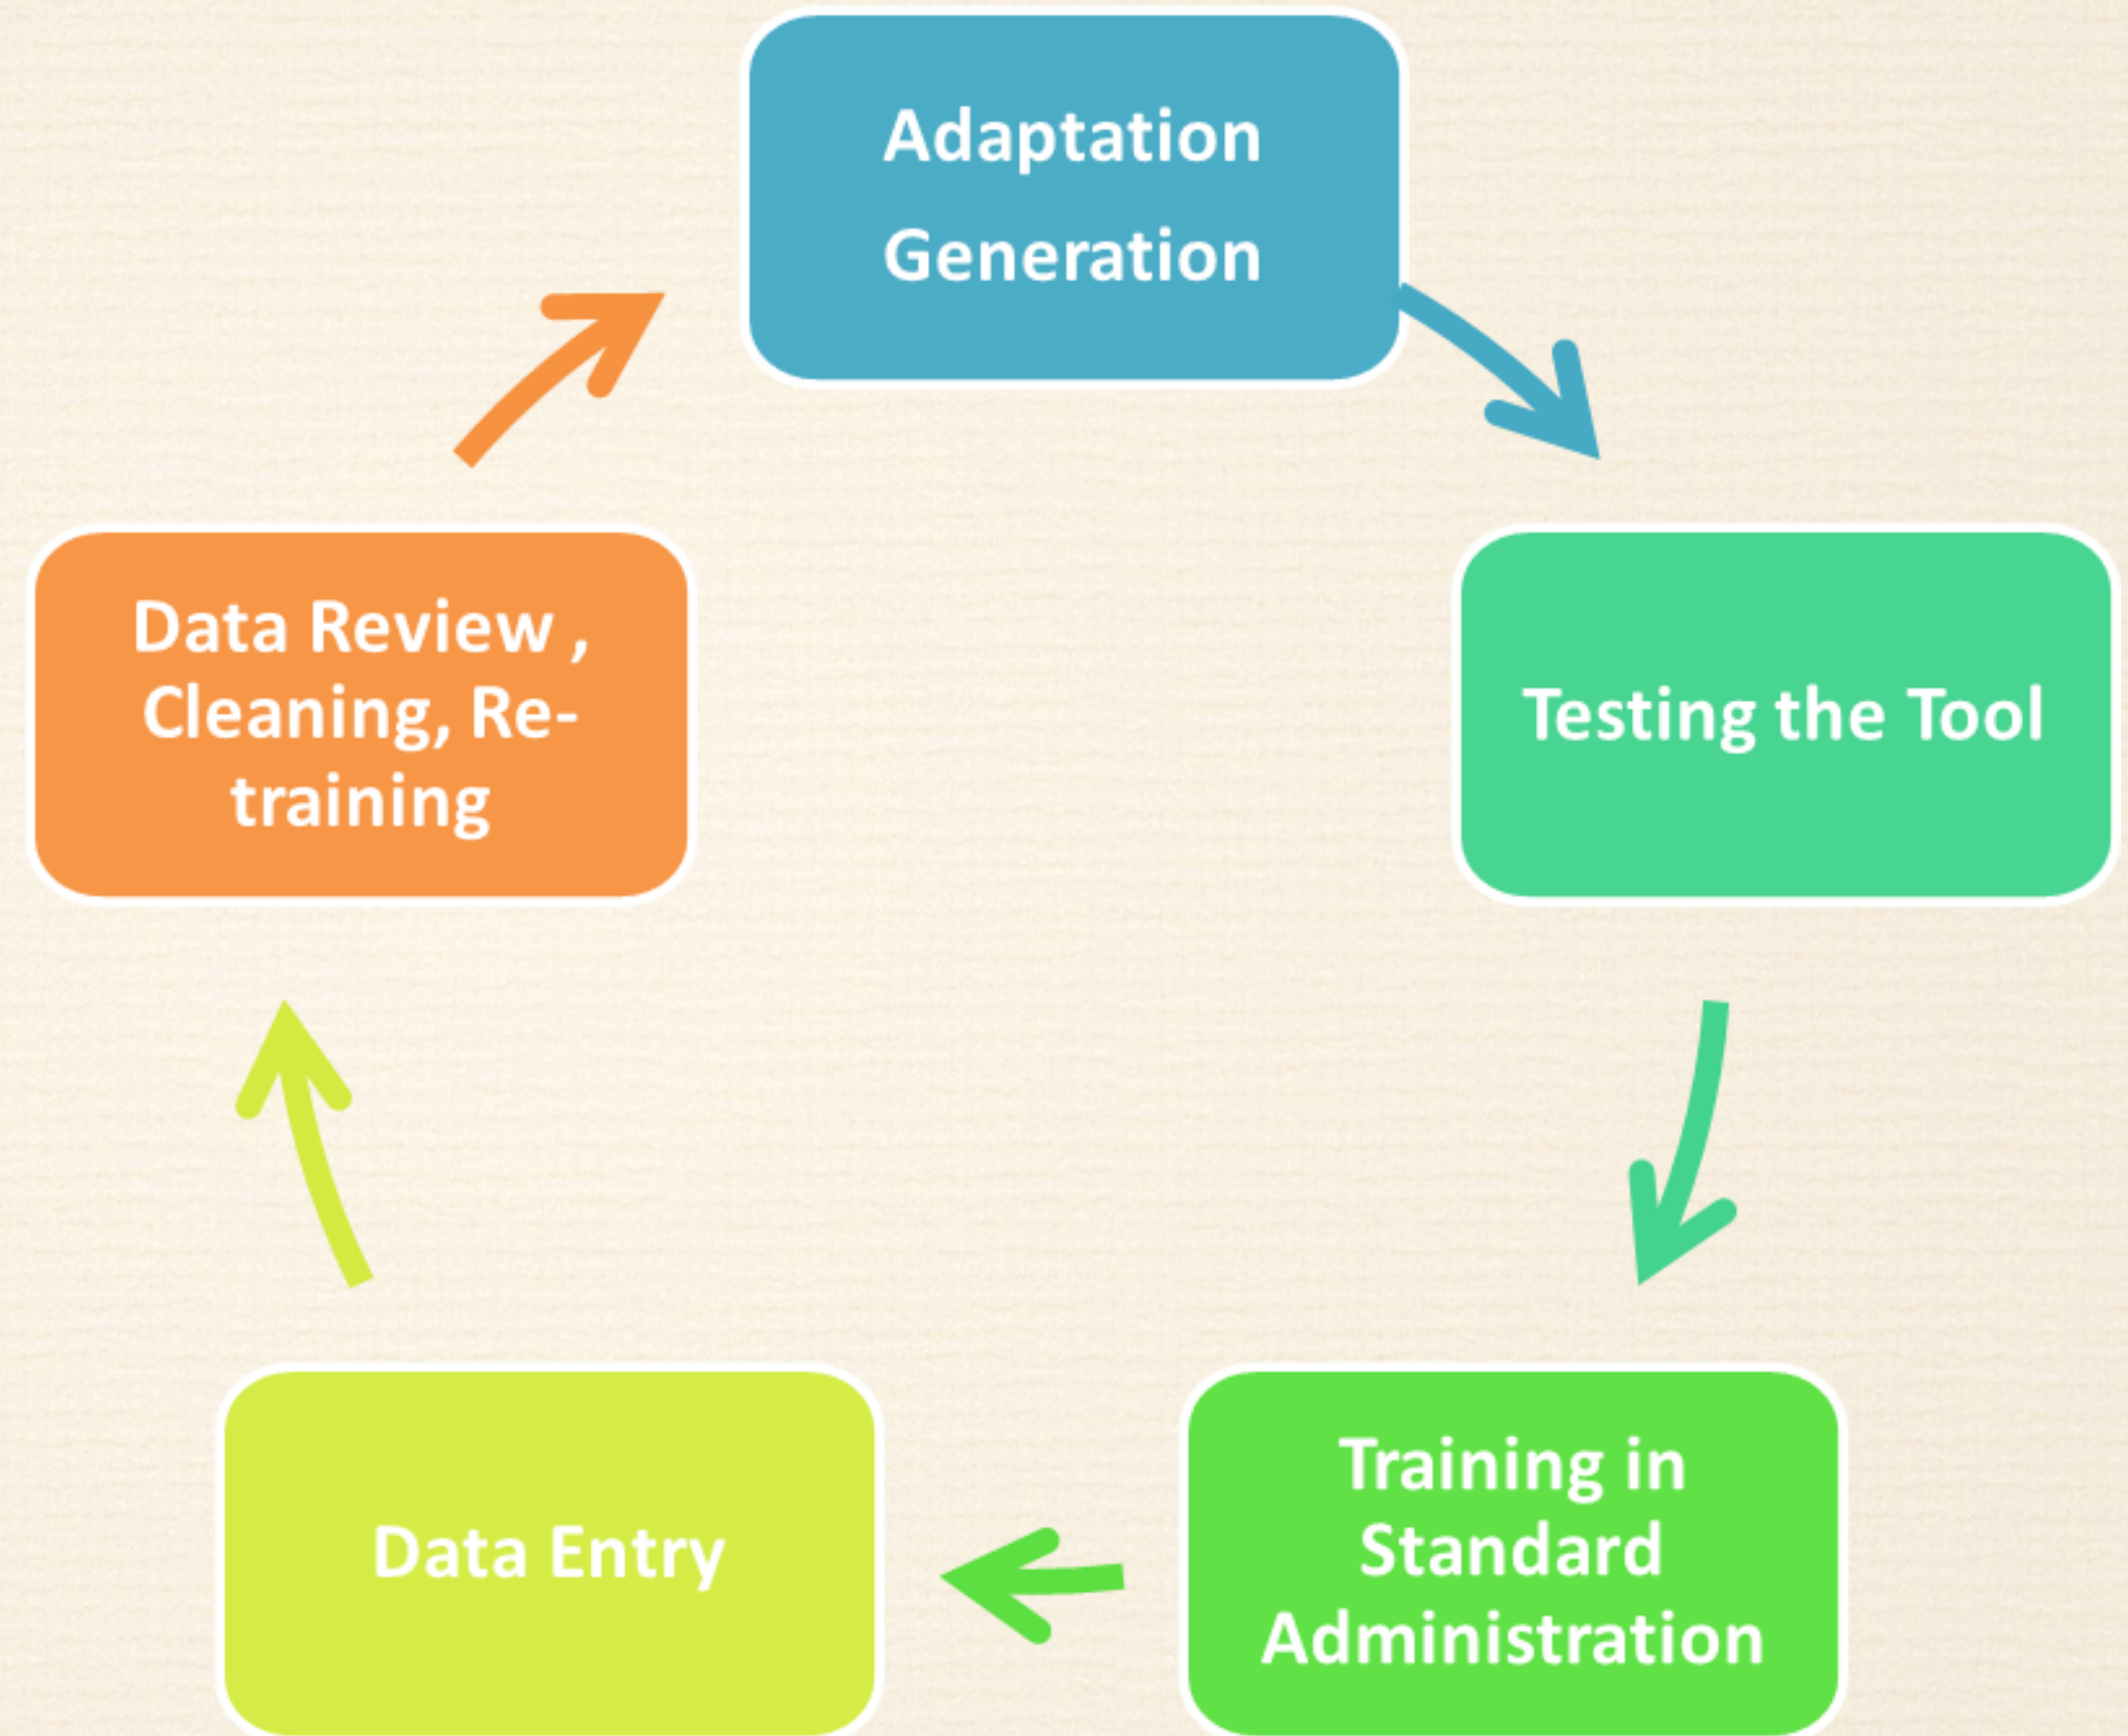 Adaptation
Generation
Testing the Tool
Training in
Standard
Administration
Data Entry
Data Review ,
Cleaning, Re-
training